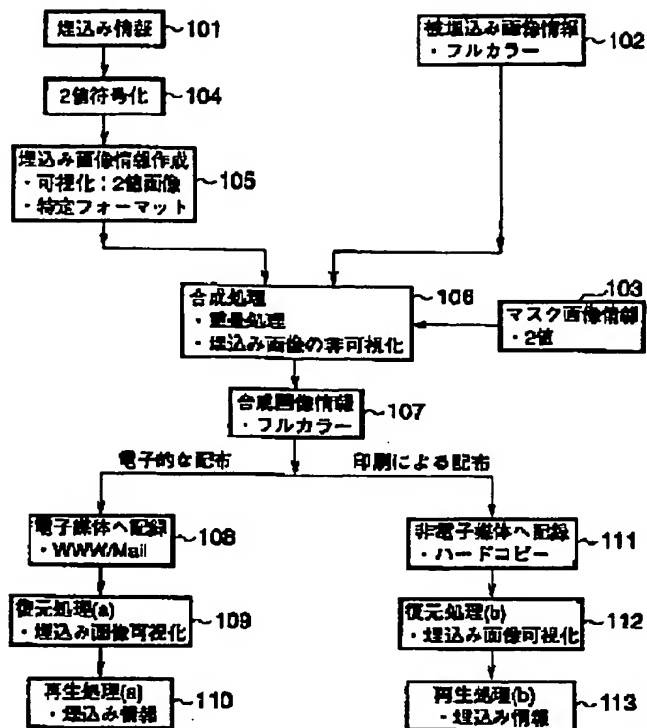 埋込み情報
101
被埋込み画像情報
・フルカラー
102
2値符号化
104
埋込み画像情報作成
・可視化：2値画像
・特定フォーマット
105
合成処理
・重畳処理
・埋込み画像の非可視化
106
103
マスク画像情報
・2値
合成画像情報
・フルカラー
107
電子的な配布
印刷による配布
電子媒体へ記録
・WWW/Mail
108
非電子媒体へ記録
・ハードコピー
111
復元処理(a)
・埋込み画像可視化
109
復元処理(b)
・埋込み画像可視化
112
再生処理(a)
・埋込み情報
110
再生処理(b)
・埋込み情報
113